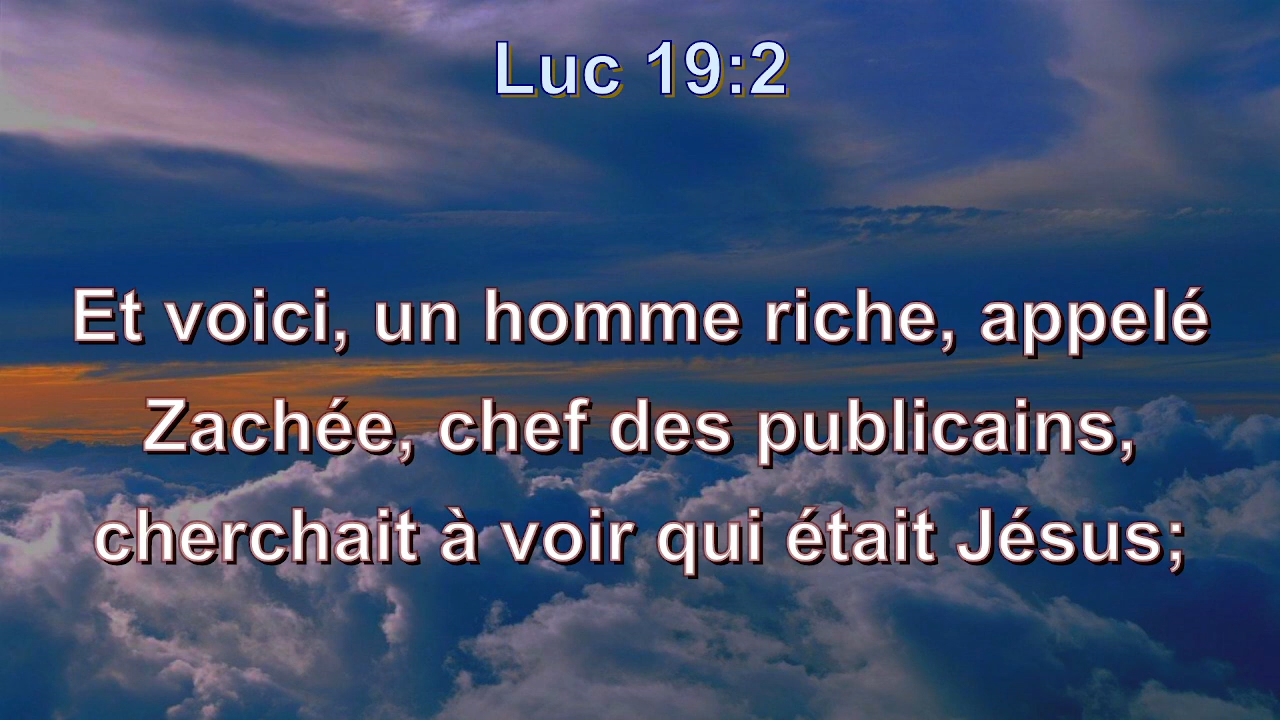 Luc 19:2
Et voici, un homme riche, appelé
Zachée, chef des publicains,
cherchait à voir qui était Jésus;